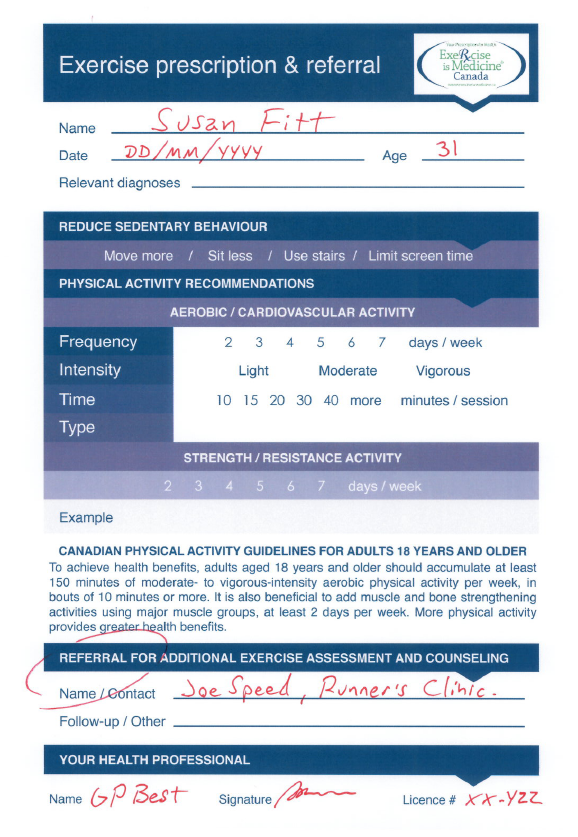 Exercise prescription & referral
Your Prescription for Health
ExeRcise
is Medicine®
Canada
Name Susan Fitt
Date DD/MM/YYYY Age 31
Relevant diagnoses
REDUCE SEDENTARY BEHAVIOUR
Move more / Sit less / Use stairs / Limit screen time
PHYSICAL ACTIVITY RECOMMENDATIONS
AEROBIC / CARDIOVASCULAR ACTIVITY
Frequency 2 3 4 5 6 7 days / week
Intensity Light Moderate Vigorous
Time 10 15 20 30 40 more minutes / session
Type
STRENGTH / RESISTANCE ACTIVITY
2 3 4 5 6 7 days / week
Example
CANADIAN PHYSICAL ACTIVITY GUIDELINES FOR ADULTS 18 YEARS AND OLDER
To achieve health benefits, adults aged 18 years and older should accumulate at least
150 minutes of moderate- to vigorous-intensity aerobic physical activity per week, in
bouts of 10 minutes or more. It is also beneficial to add muscle and bone strengthening
activities using major muscle groups, at least 2 days per week. More physical activity
provides greater health benefits.
REFERRAL FOR ADDITIONAL EXERCISE ASSESSMENT AND COUNSELING
Name / Contact Joe Speed, Runner's Clinic.
Follow-up / Other
YOUR HEALTH PROFESSIONAL
Name GP Best Signature Licence # XX-YZZ